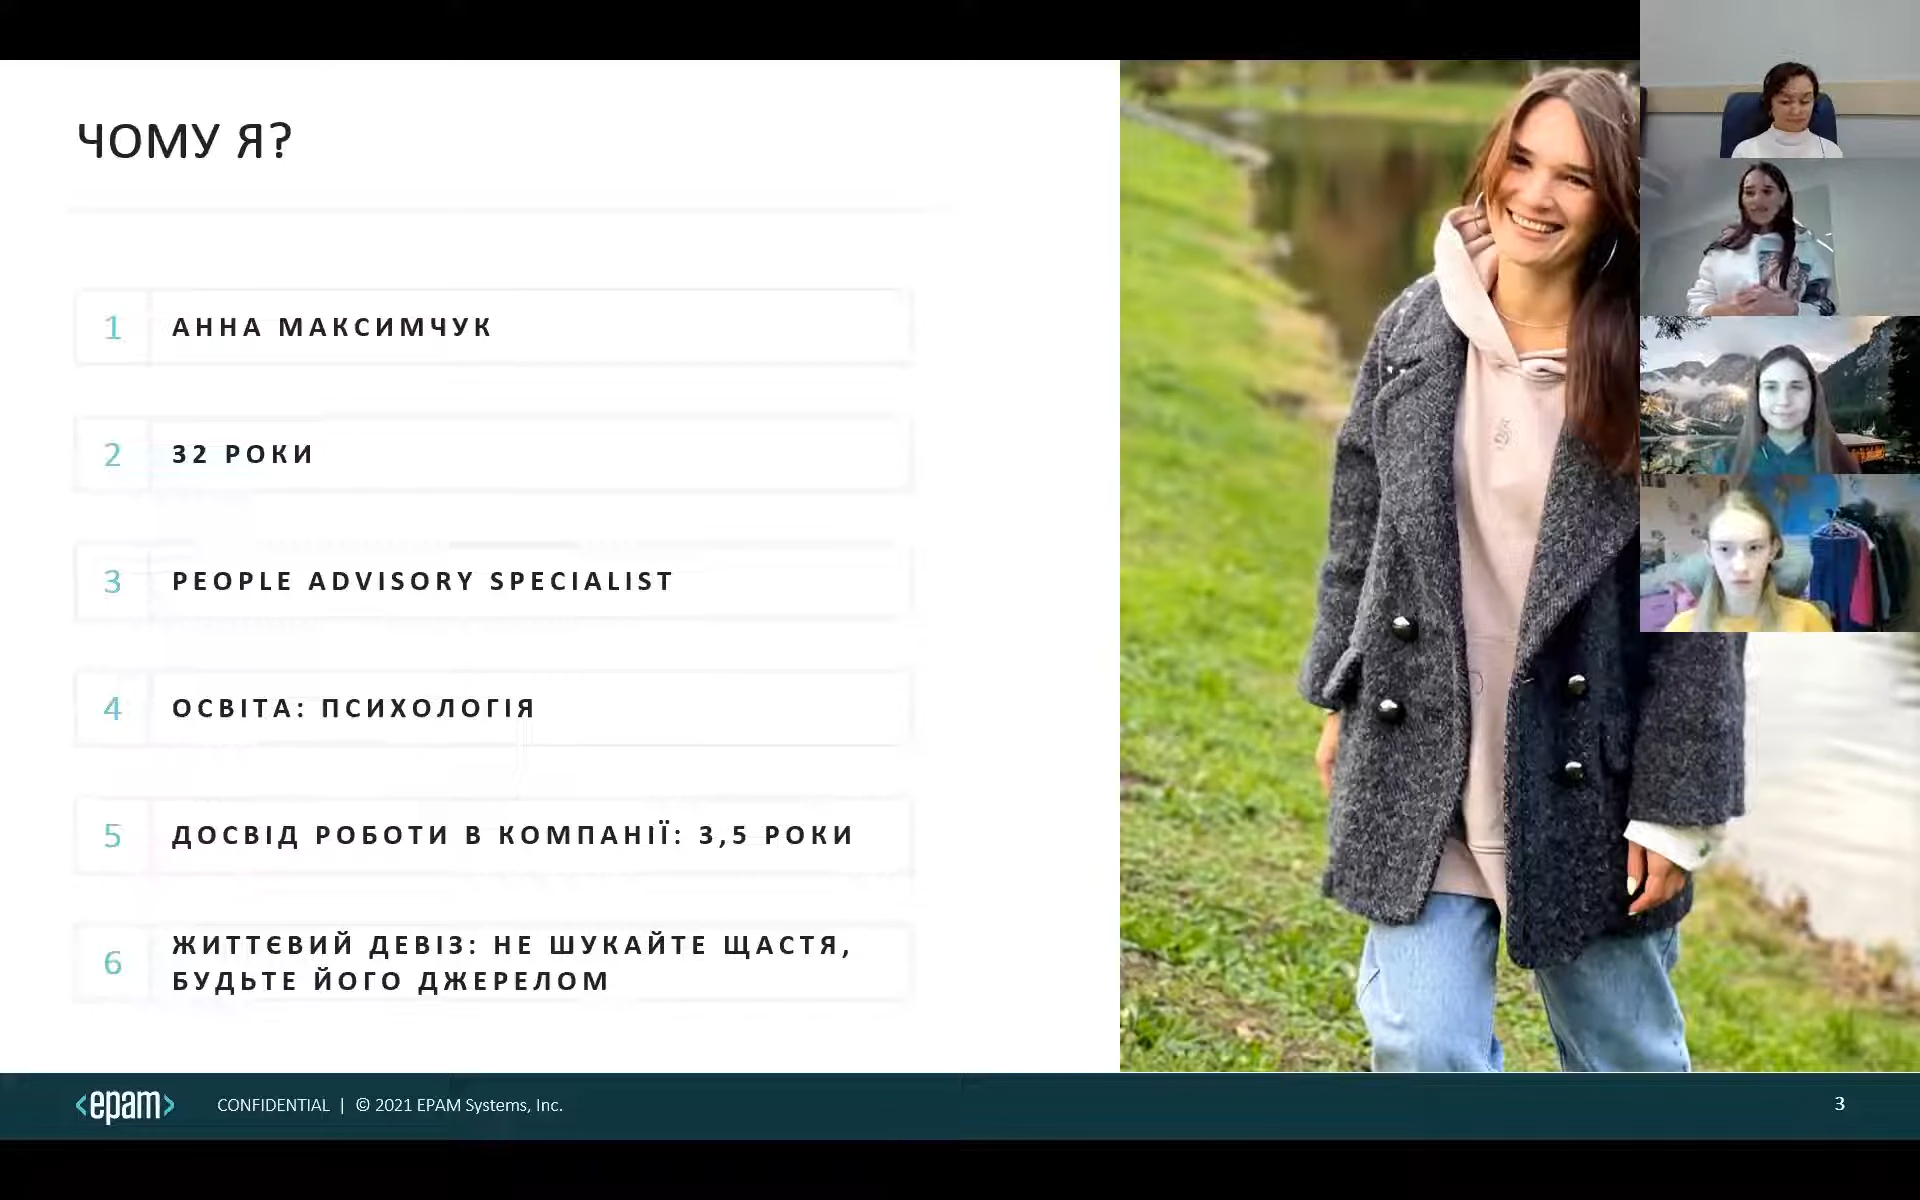 ЧОМУ Я?
1 АННА МАКСИМЧУК
2 32 РОКИ
3 PEOPLE ADVISORY SPECIALIST
4 ОСВІТА: ПСИХОЛОГІЯ
5 ДОСВІД РОБОТИ В КОМПАНІЇ: 3,5 РОКИ
6 ЖИТТЄВИЙ ДЕВІЗ: НЕ ШУКАЙТЕ ЩАСТЯ,
БУДЬТЕ ЙОГО ДЖЕРЕЛОМ
<epam> CONFIDENTIAL | © 2021 EPAM Systems, Inc. 3